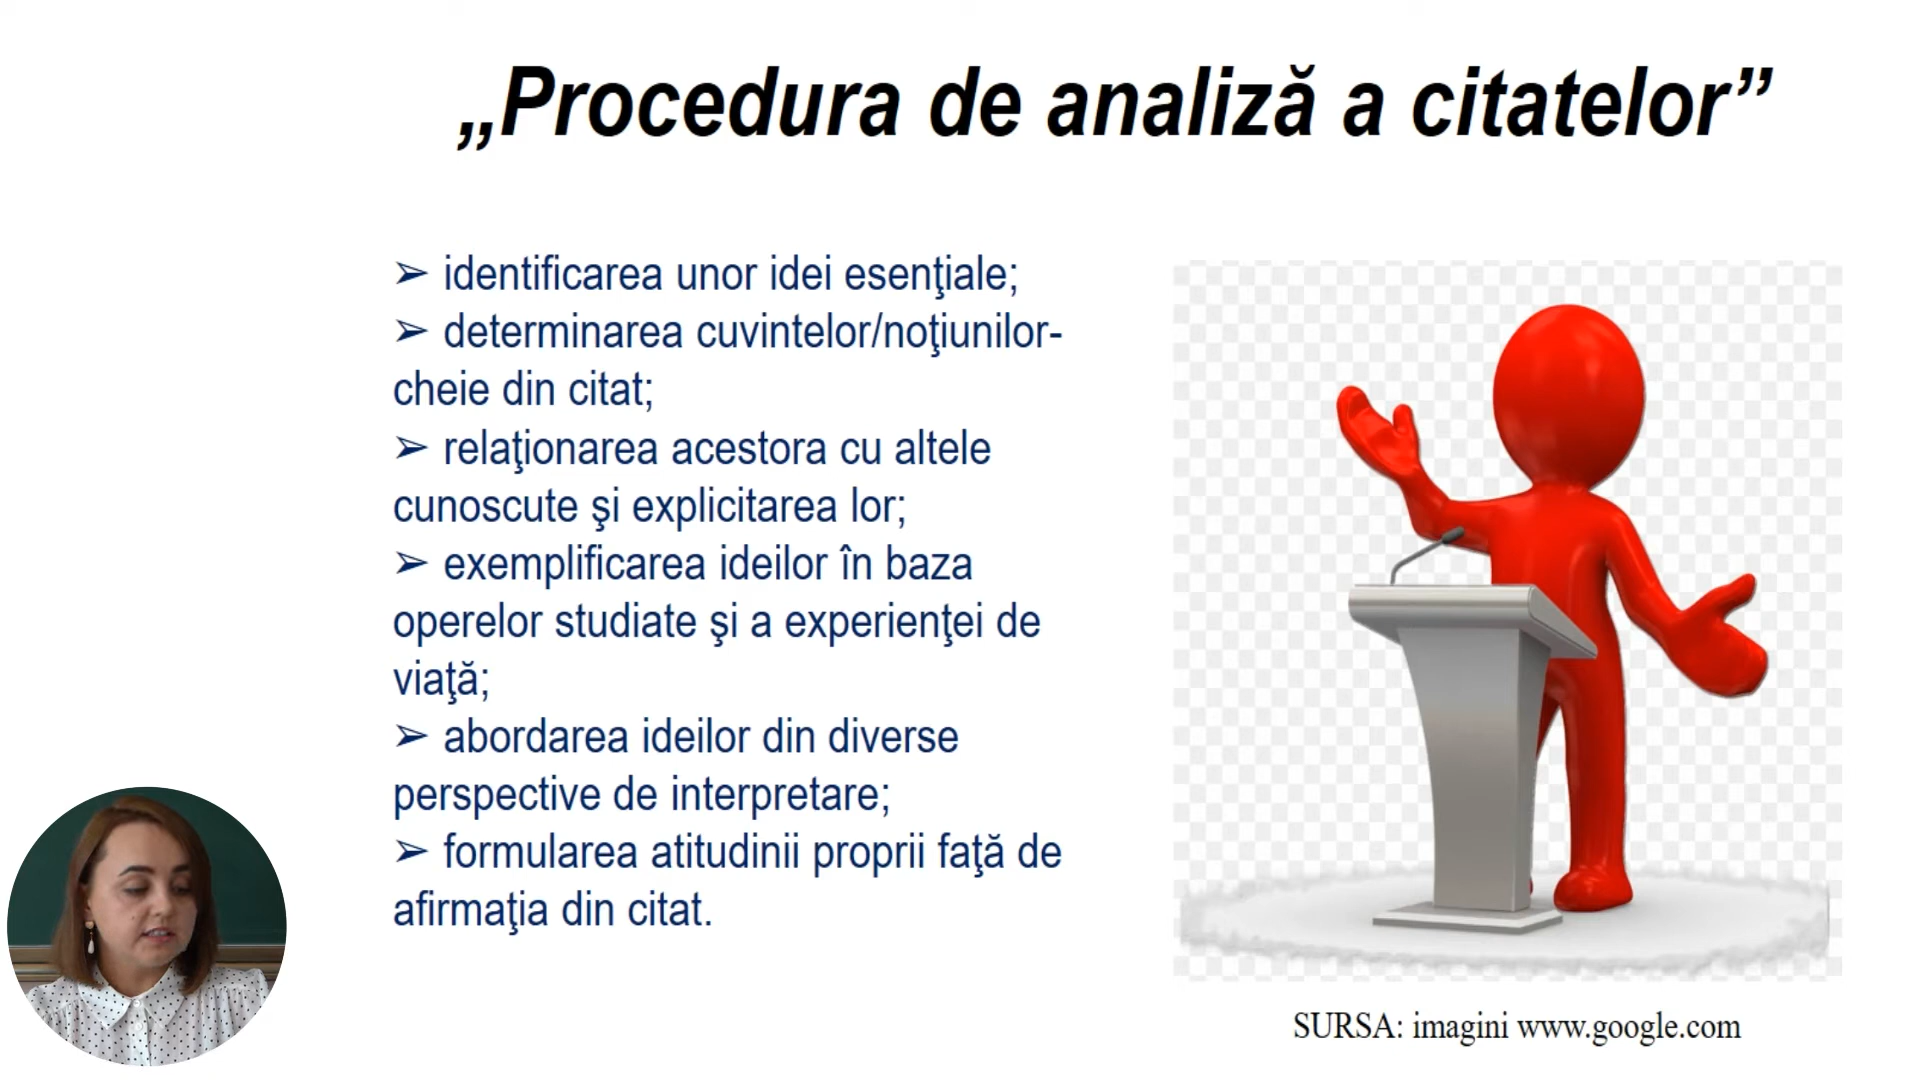 „Procedura de analiză a citatelor”
➢ identificarea unor idei esenţiale;
➢ determinarea cuvintelor/noţiunilor-
cheie din citat;
➢ relaţionarea acestora cu altele
cunoscute şi explicitarea lor;
➢ exemplificarea ideilor în baza
operelor studiate şi a experienţei de
viaţă;
➢ abordarea ideilor din diverse
perspective de interpretare;
➢ formularea atitudinii proprii faţă de
afirmaţia din citat.
SURSA: imagini www.google.com